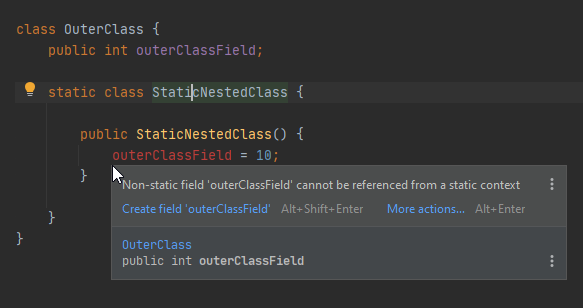 class OuterClass {
public int outerClassField;
static class StaticNestedClass {
public StaticNestedClass() {
outerClassField = 10;
}
Non-static field 'outerClassField' cannot be referenced from a static context
Create field 'outerClassField' Alt+Shift+Enter More actions... Alt+Enter
OuterClass
public int outerClassField
}
}